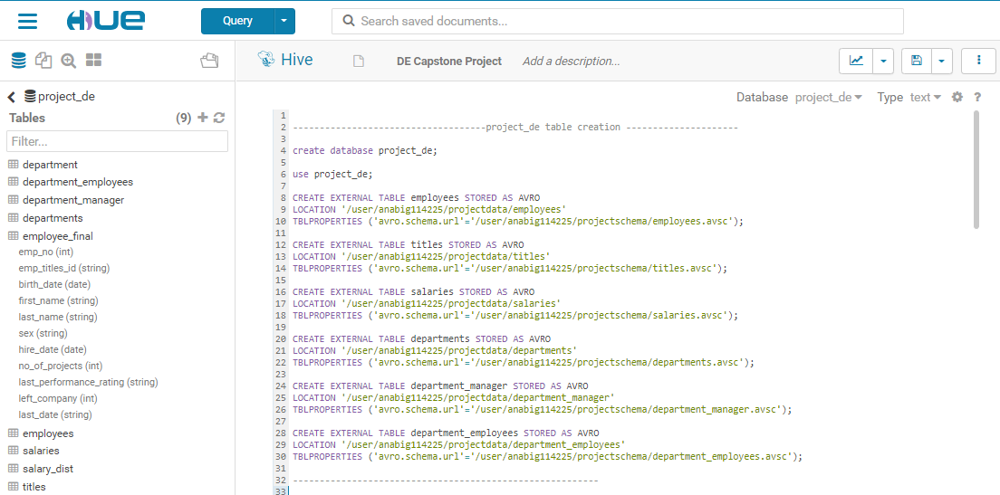 HUE
Query
Search saved documents...
Hive
DE Capstone Project
Add a description...
project_de
Tables
(9)
Filter...
department
department_employees
department_manager
departments
employee_final
emp_no (int)
emp_titles_id (string)
birth_date (date)
first_name (string)
last_name (string)
sex (string)
hire_date (date)
no_of_projects (int)
last_performance_rating (string)
left_company (int)
last_date (string)
employees
salaries
salary_dist
titles
Database project_de Type text ?
1
2 ------------------------------------project_de table creation ---------------------
3
4 create database project_de;
5
6 use project_de;
7
8 CREATE EXTERNAL TABLE employees STORED AS AVRO
9 LOCATION '/user/anabig114225/projectdata/employees'
10 TBLPROPERTIES ('avro.schema.url'='/user/anabig114225/projectschema/employees.avsc');
11
12 CREATE EXTERNAL TABLE titles STORED AS AVRO
13 LOCATION '/user/anabig114225/projectdata/titles'
14 TBLPROPERTIES ('avro.schema.url'='/user/anabig114225/projectschema/titles.avsc');
15
16 CREATE EXTERNAL TABLE salaries STORED AS AVRO
17 LOCATION '/user/anabig114225/projectdata/salaries'
18 TBLPROPERTIES ('avro.schema.url'='/user/anabig114225/projectschema/salaries.avsc');
19
20 CREATE EXTERNAL TABLE departments STORED AS AVRO
21 LOCATION '/user/anabig114225/projectdata/departments'
22 TBLPROPERTIES ('avro.schema.url'='/user/anabig114225/projectschema/departments.avsc');
23
24 CREATE EXTERNAL TABLE department_manager STORED AS AVRO
25 LOCATION '/user/anabig114225/projectdata/department_manager'
26 TBLPROPERTIES ('avro.schema.url'='/user/anabig114225/projectschema/department_manager.avsc');
27
28 CREATE EXTERNAL TABLE department_employees STORED AS AVRO
29 LOCATION '/user/anabig114225/projectdata/department_employees'
30 TBLPROPERTIES ('avro.schema.url'='/user/anabig114225/projectschema/department_employees.avsc');
31
32 ---------------------------------------------------------
33